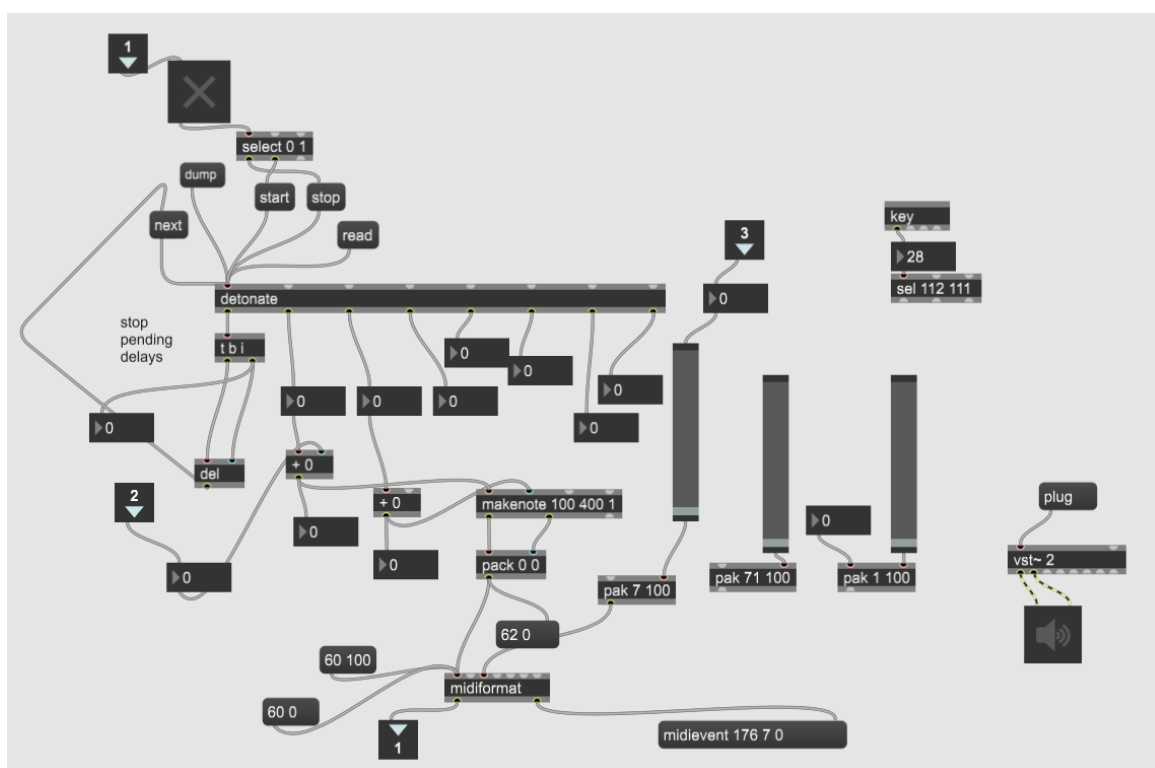 1
select 0 1
dump
start
stop
next
read
3
key
28
0
sel 112 111
detonate
stop
pending
delays
t b i
0
0
0
0
0
0
0
0
0
del
+ 0
2
+ 0
makenote 100 400 1
0
plug
0
0
0
pack 0 0
vst~ 2
pak 7 100
pak 71 100
pak 1 100
62 0
60 100
midiformat
60 0
1
midievent 176 7 0